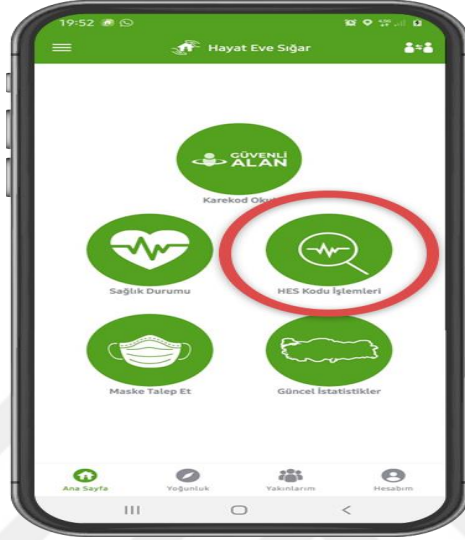 19:52
Hayat Eve Sığar
GÜVENLİ
ALAN
Karekod Oku
Sağlık Durumu
HES Kodu İşlemleri
Maske Talep Et
Güncel İstatistikler
Ana Sayfa
Yoğunluk
Yakınlarım
Hesabım